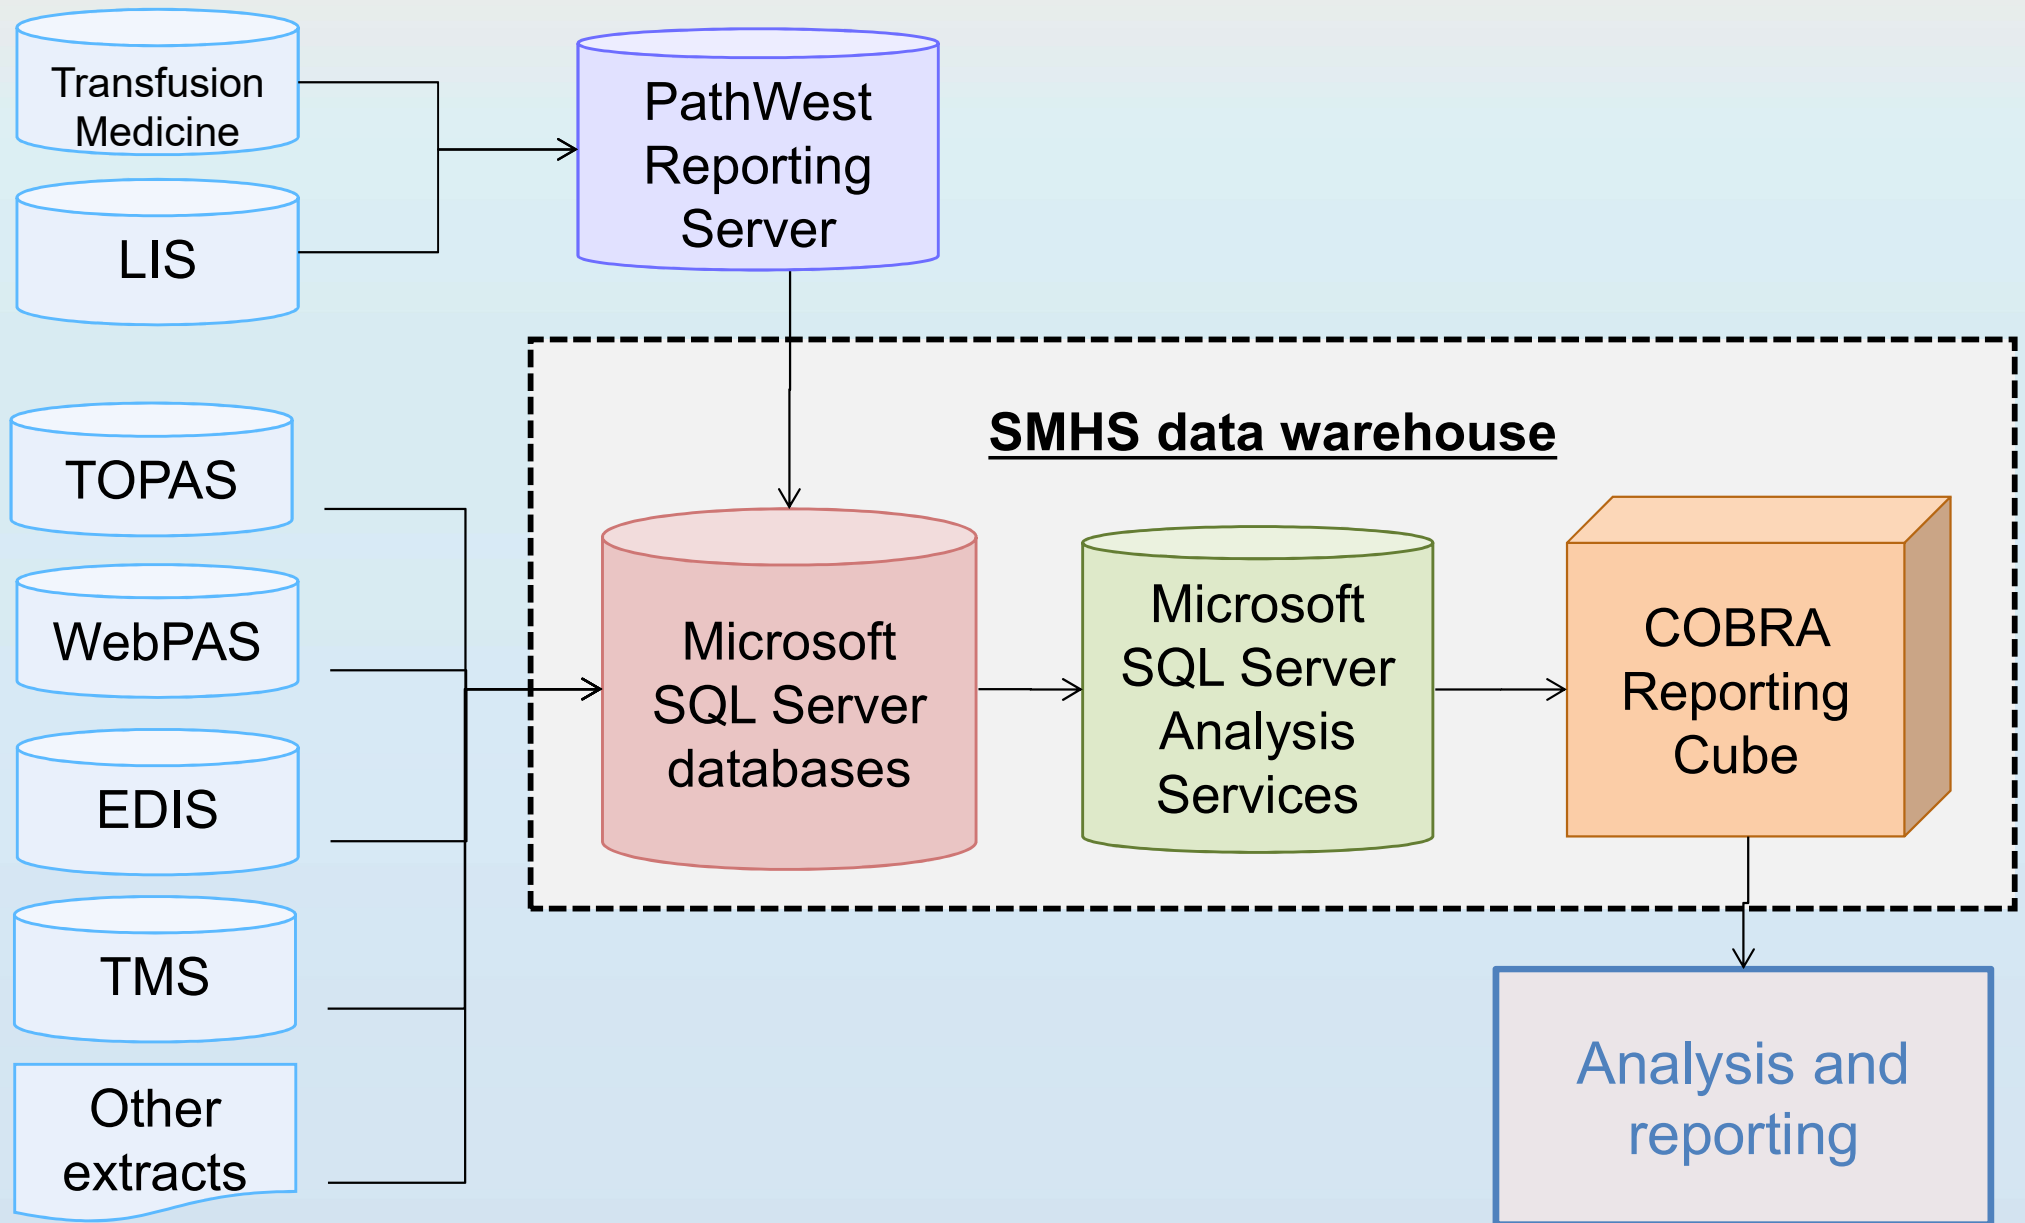 Transfusion
Medicine
LIS
PathWest
Reporting
Server
SMHS data warehouse
TOPAS
WebPAS
EDIS
TMS
Other
extracts
Microsoft
SQL Server
databases
Microsoft
SQL Server
Analysis
Services
COBRA
Reporting
Cube
Analysis and
reporting